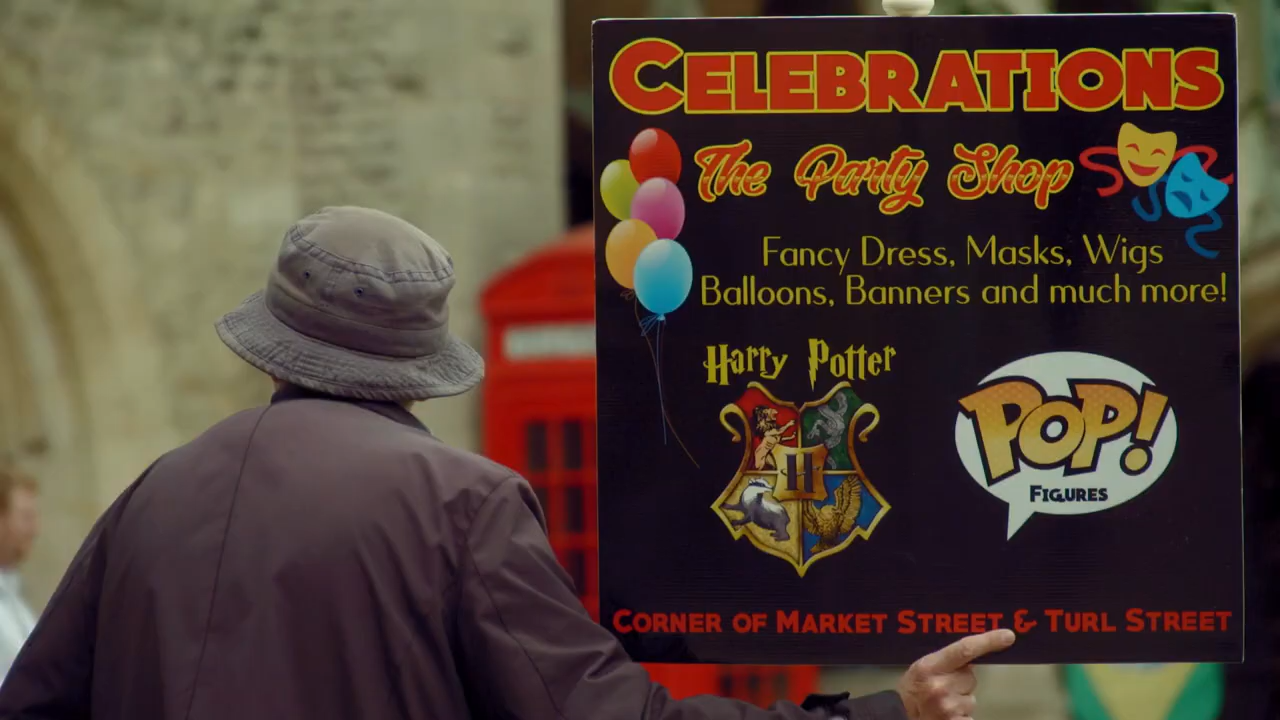 CELEBRATIONS
The Party Shop
Fancy Dress, Masks, Wigs
Balloons, Banners and much more!
Harry Potter
H
POP!
FIGURES
CORNER OF MARKET STREET & TURL STREET